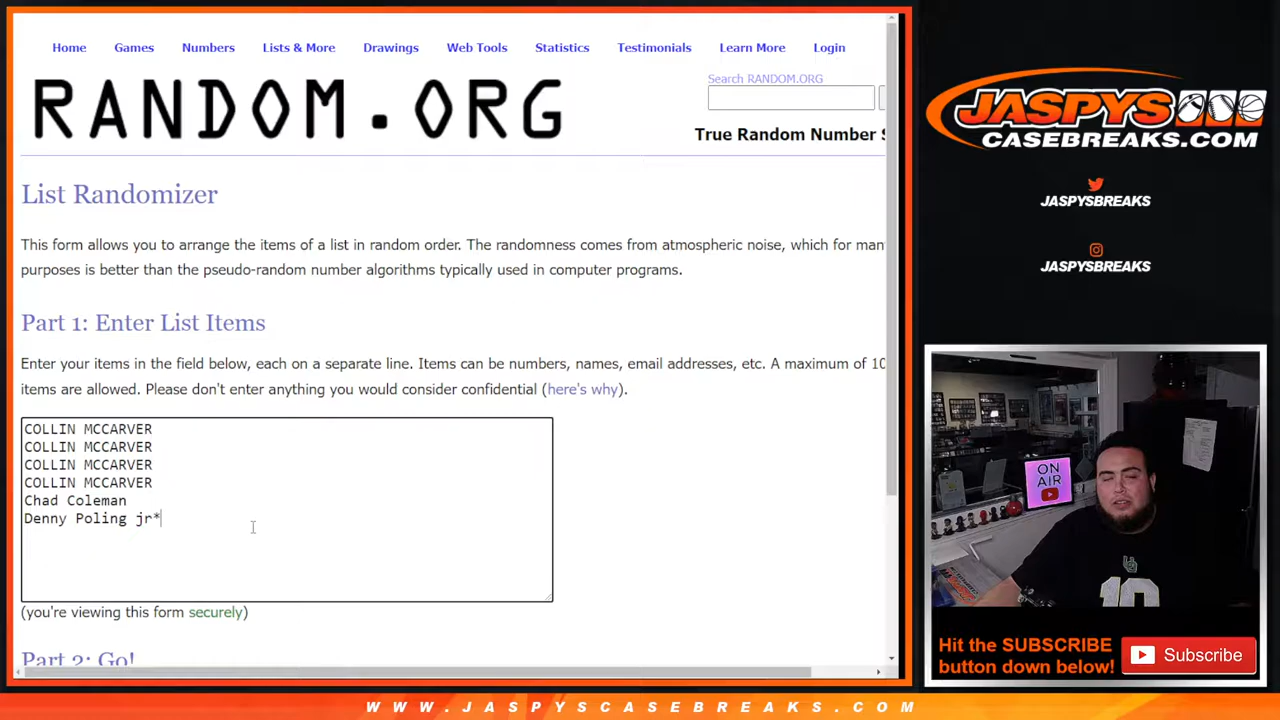 Home Games Numbers Lists & More Drawings Web Tools Statistics Testimonials Learn More Login
Search RANDOM.ORG
RANDOM.ORG
True Random Number S
List Randomizer
This form allows you to arrange the items of a list in random order. The randomness comes from atmospheric noise, which for man
purposes is better than the pseudo-random number algorithms typically used in computer programs.
Part 1: Enter List Items
Enter your items in the field below, each on a separate line. Items can be numbers, names, email addresses, etc. A maximum of 10
items are allowed. Please don't enter anything you would consider confidential (here's why).
COLLIN MCCARVER
COLLIN MCCARVER
COLLIN MCCARVER
COLLIN MCCARVER
Chad Coleman
Denny Poling jr*
(you're viewing this form securely)
Part 2: Go!
JASPYS
CASEBREAKS.COM
JASPYSBREAKS
JASPYSBREAKS
ON
AIR
10
Hit the SUBSCRIBE
button down below!
Subscribe
WWW.JASPYSCASEBREAKS.COM